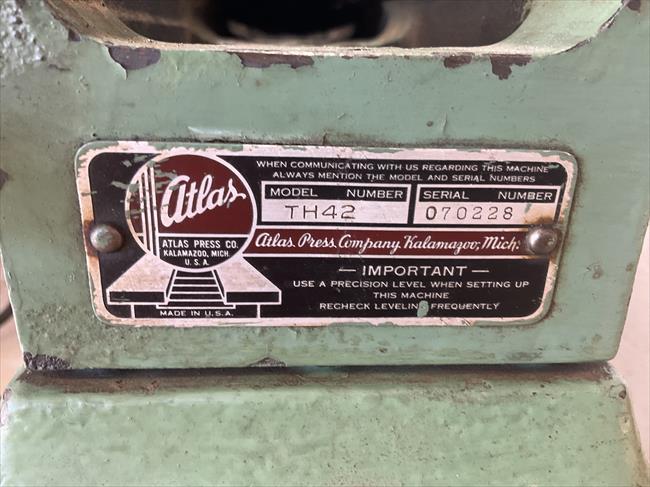 WHEN COMMUNICATING WITH US REGARDING THIS MACHINE
ALWAYS MENTION THE MODEL AND SERIAL NUMBERS
MODEL NUMBER
TH42
SERIAL NUMBER
070228
Atlas
ATLAS PRESS CO.
KALAMAZOO, MICH.
U. S. A.
MADE IN U.S.A.
Atlas Press Company Kalamazoo, Mich.
— IMPORTANT —
USE A PRECISION LEVEL WHEN SETTING UP
THIS MACHINE
RECHECK LEVELING FREQUENTLY